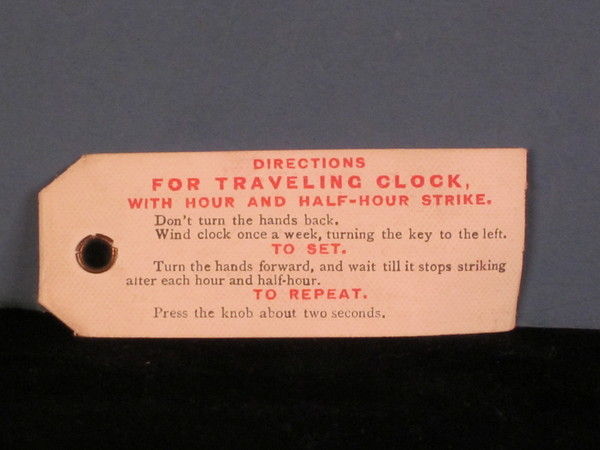 DIRECTIONS
FOR TRAVELING CLOCK,
WITH HOUR AND HALF-HOUR STRIKE.
Don't turn the hands back.
Wind clock once a week, turning the key to the left.
TO SET.
Turn the hands forward, and wait till it stops striking
after each hour and half-hour.
TO REPEAT.
Press the knob about two seconds.